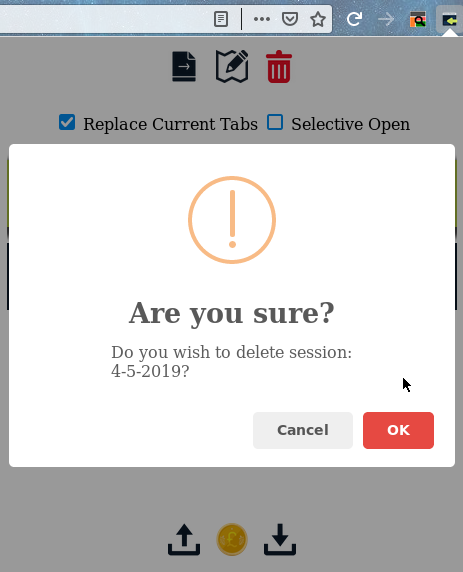 Replace Current Tabs Selective Open
Are you sure?
Do you wish to delete session:
4-5-2019?
Cancel OK